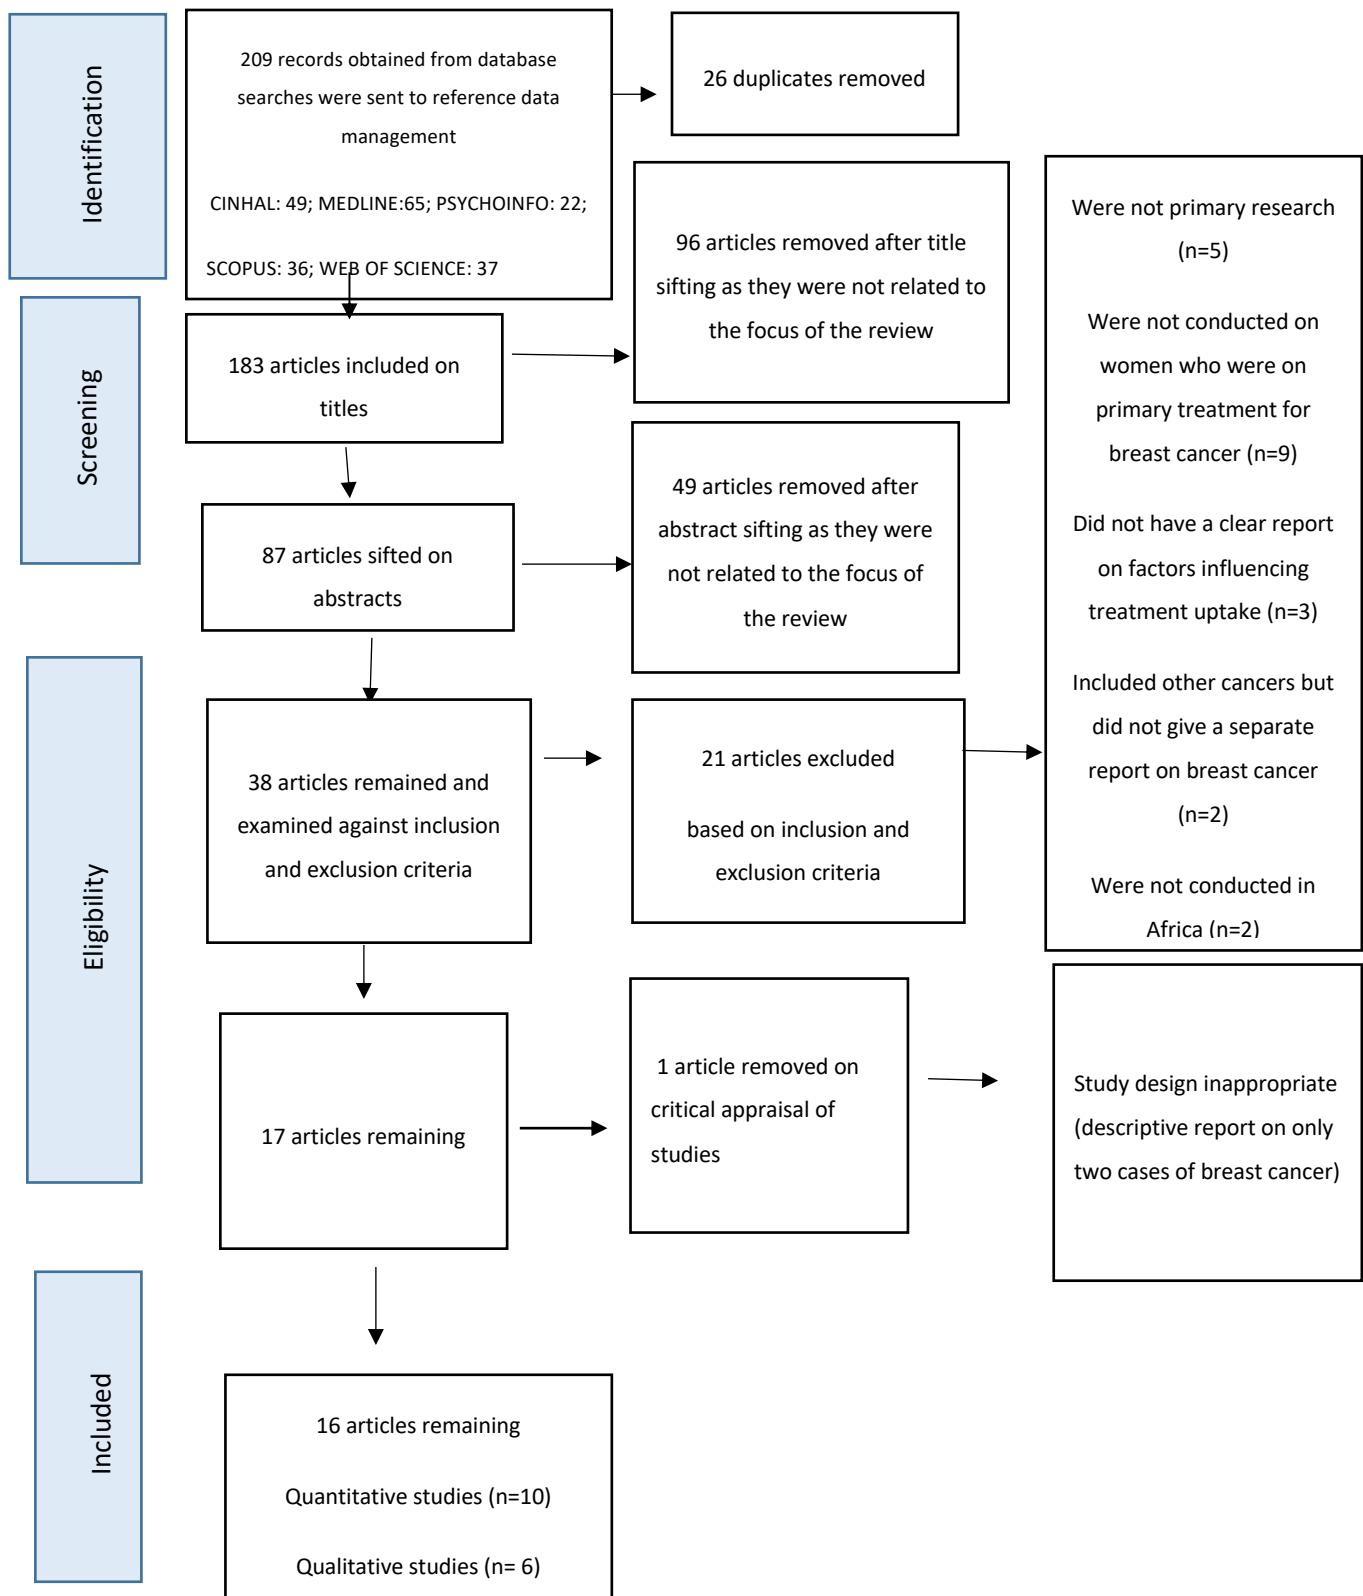 Identification
209 records obtained from database
searches were sent to reference data
management
CINHAL: 49; MEDLINE:65; PSYCHOINFO: 22;
SCOPUS: 36; WEB OF SCIENCE: 37
26 duplicates removed
Screening
183 articles included on
titles
96 articles removed after title
sifting as they were not related to
the focus of the review
87 articles sifted on
abstracts
49 articles removed after
abstract sifting as they were
not related to the focus of
the review
Eligibility
38 articles remained and
examined against inclusion
and exclusion criteria
21 articles excluded
based on inclusion and
exclusion criteria
Were not primary research
(n=5)
Were not conducted on
women who were on
primary treatment for
breast cancer (n=9)
Did not have a clear report
on factors influencing
treatment uptake (n=3)
Included other cancers but
did not give a separate
report on breast cancer
(n=2)
Were not conducted in
Africa (n=2)
17 articles remaining
1 article removed on
critical appraisal of
studies
Study design inappropriate
(descriptive report on only
two cases of breast cancer)
Included
16 articles remaining
Quantitative studies (n=10)
Qualitative studies (n= 6)